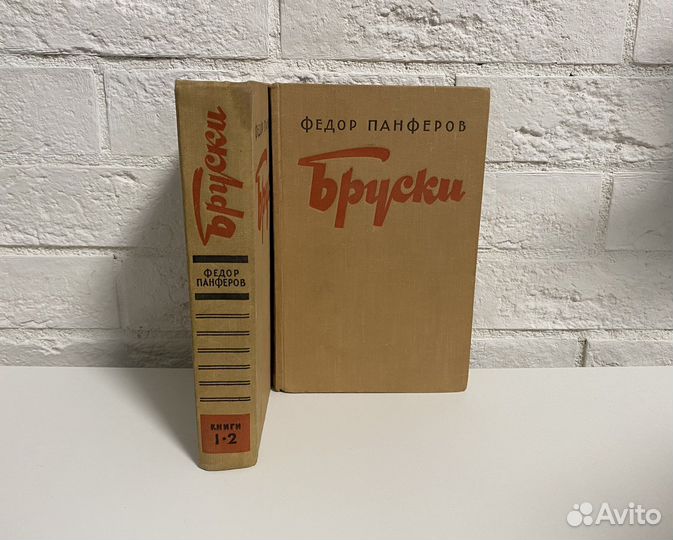 Бруски
ФЕДОР
ПАНФЕРОВ
КНИГИ
1-2
ФЕДОР ПАНФЕРОВ
Бруски
Avito